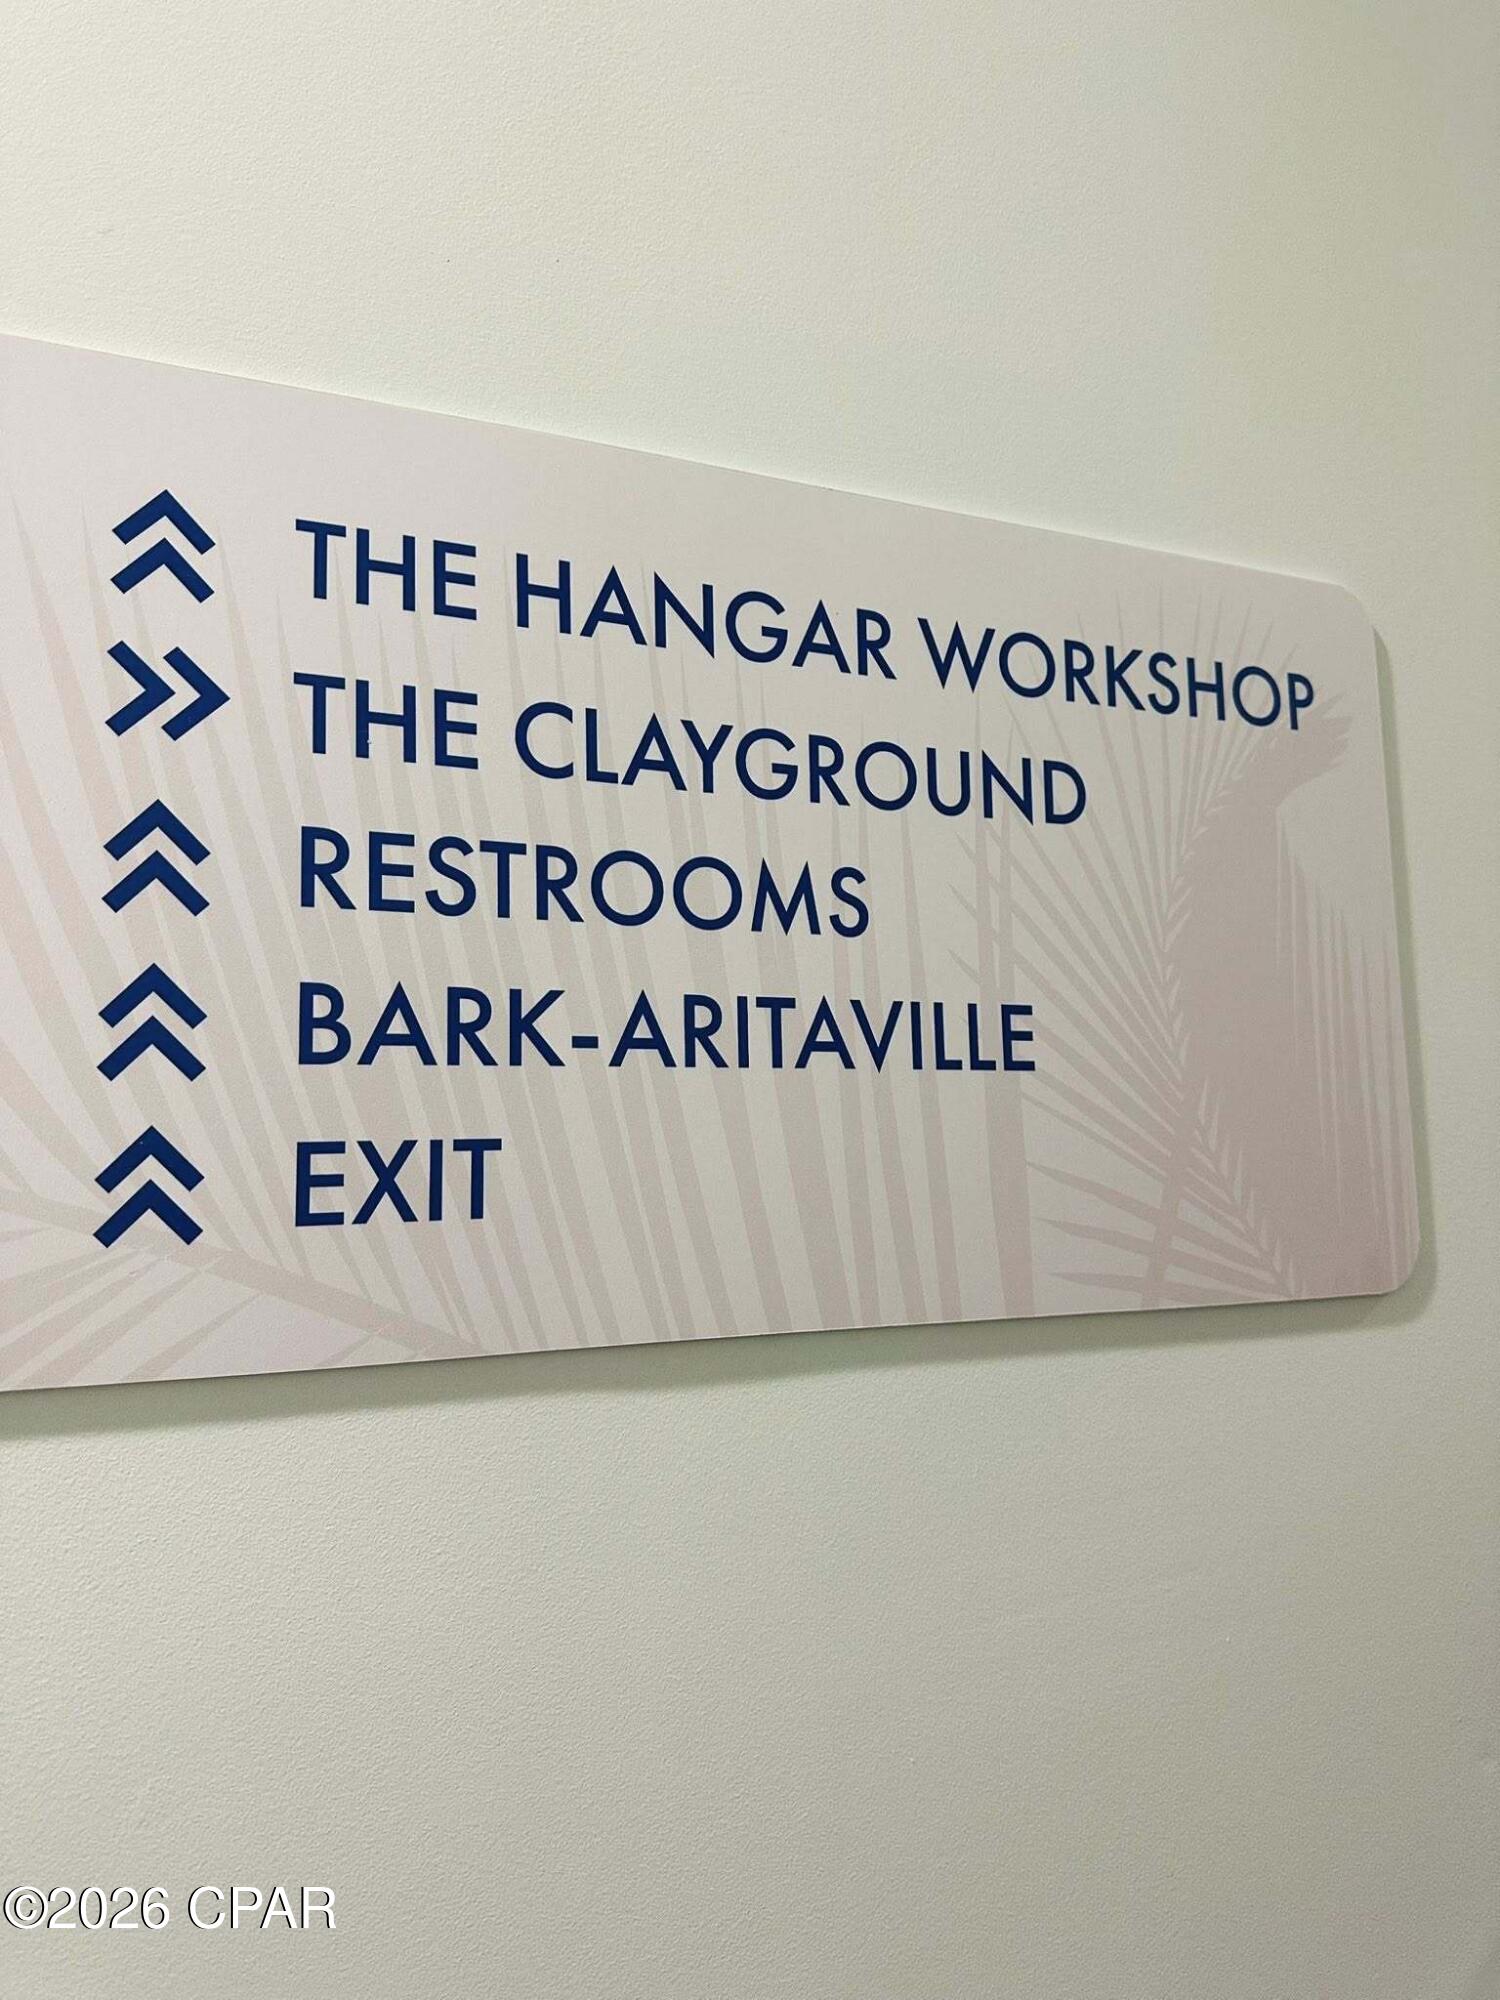 THE HANGAR WORKSHOP
THE CLAYGROUND
RESTROOMS
BARK-ARITAVILLE
EXIT
©2026 CPAR